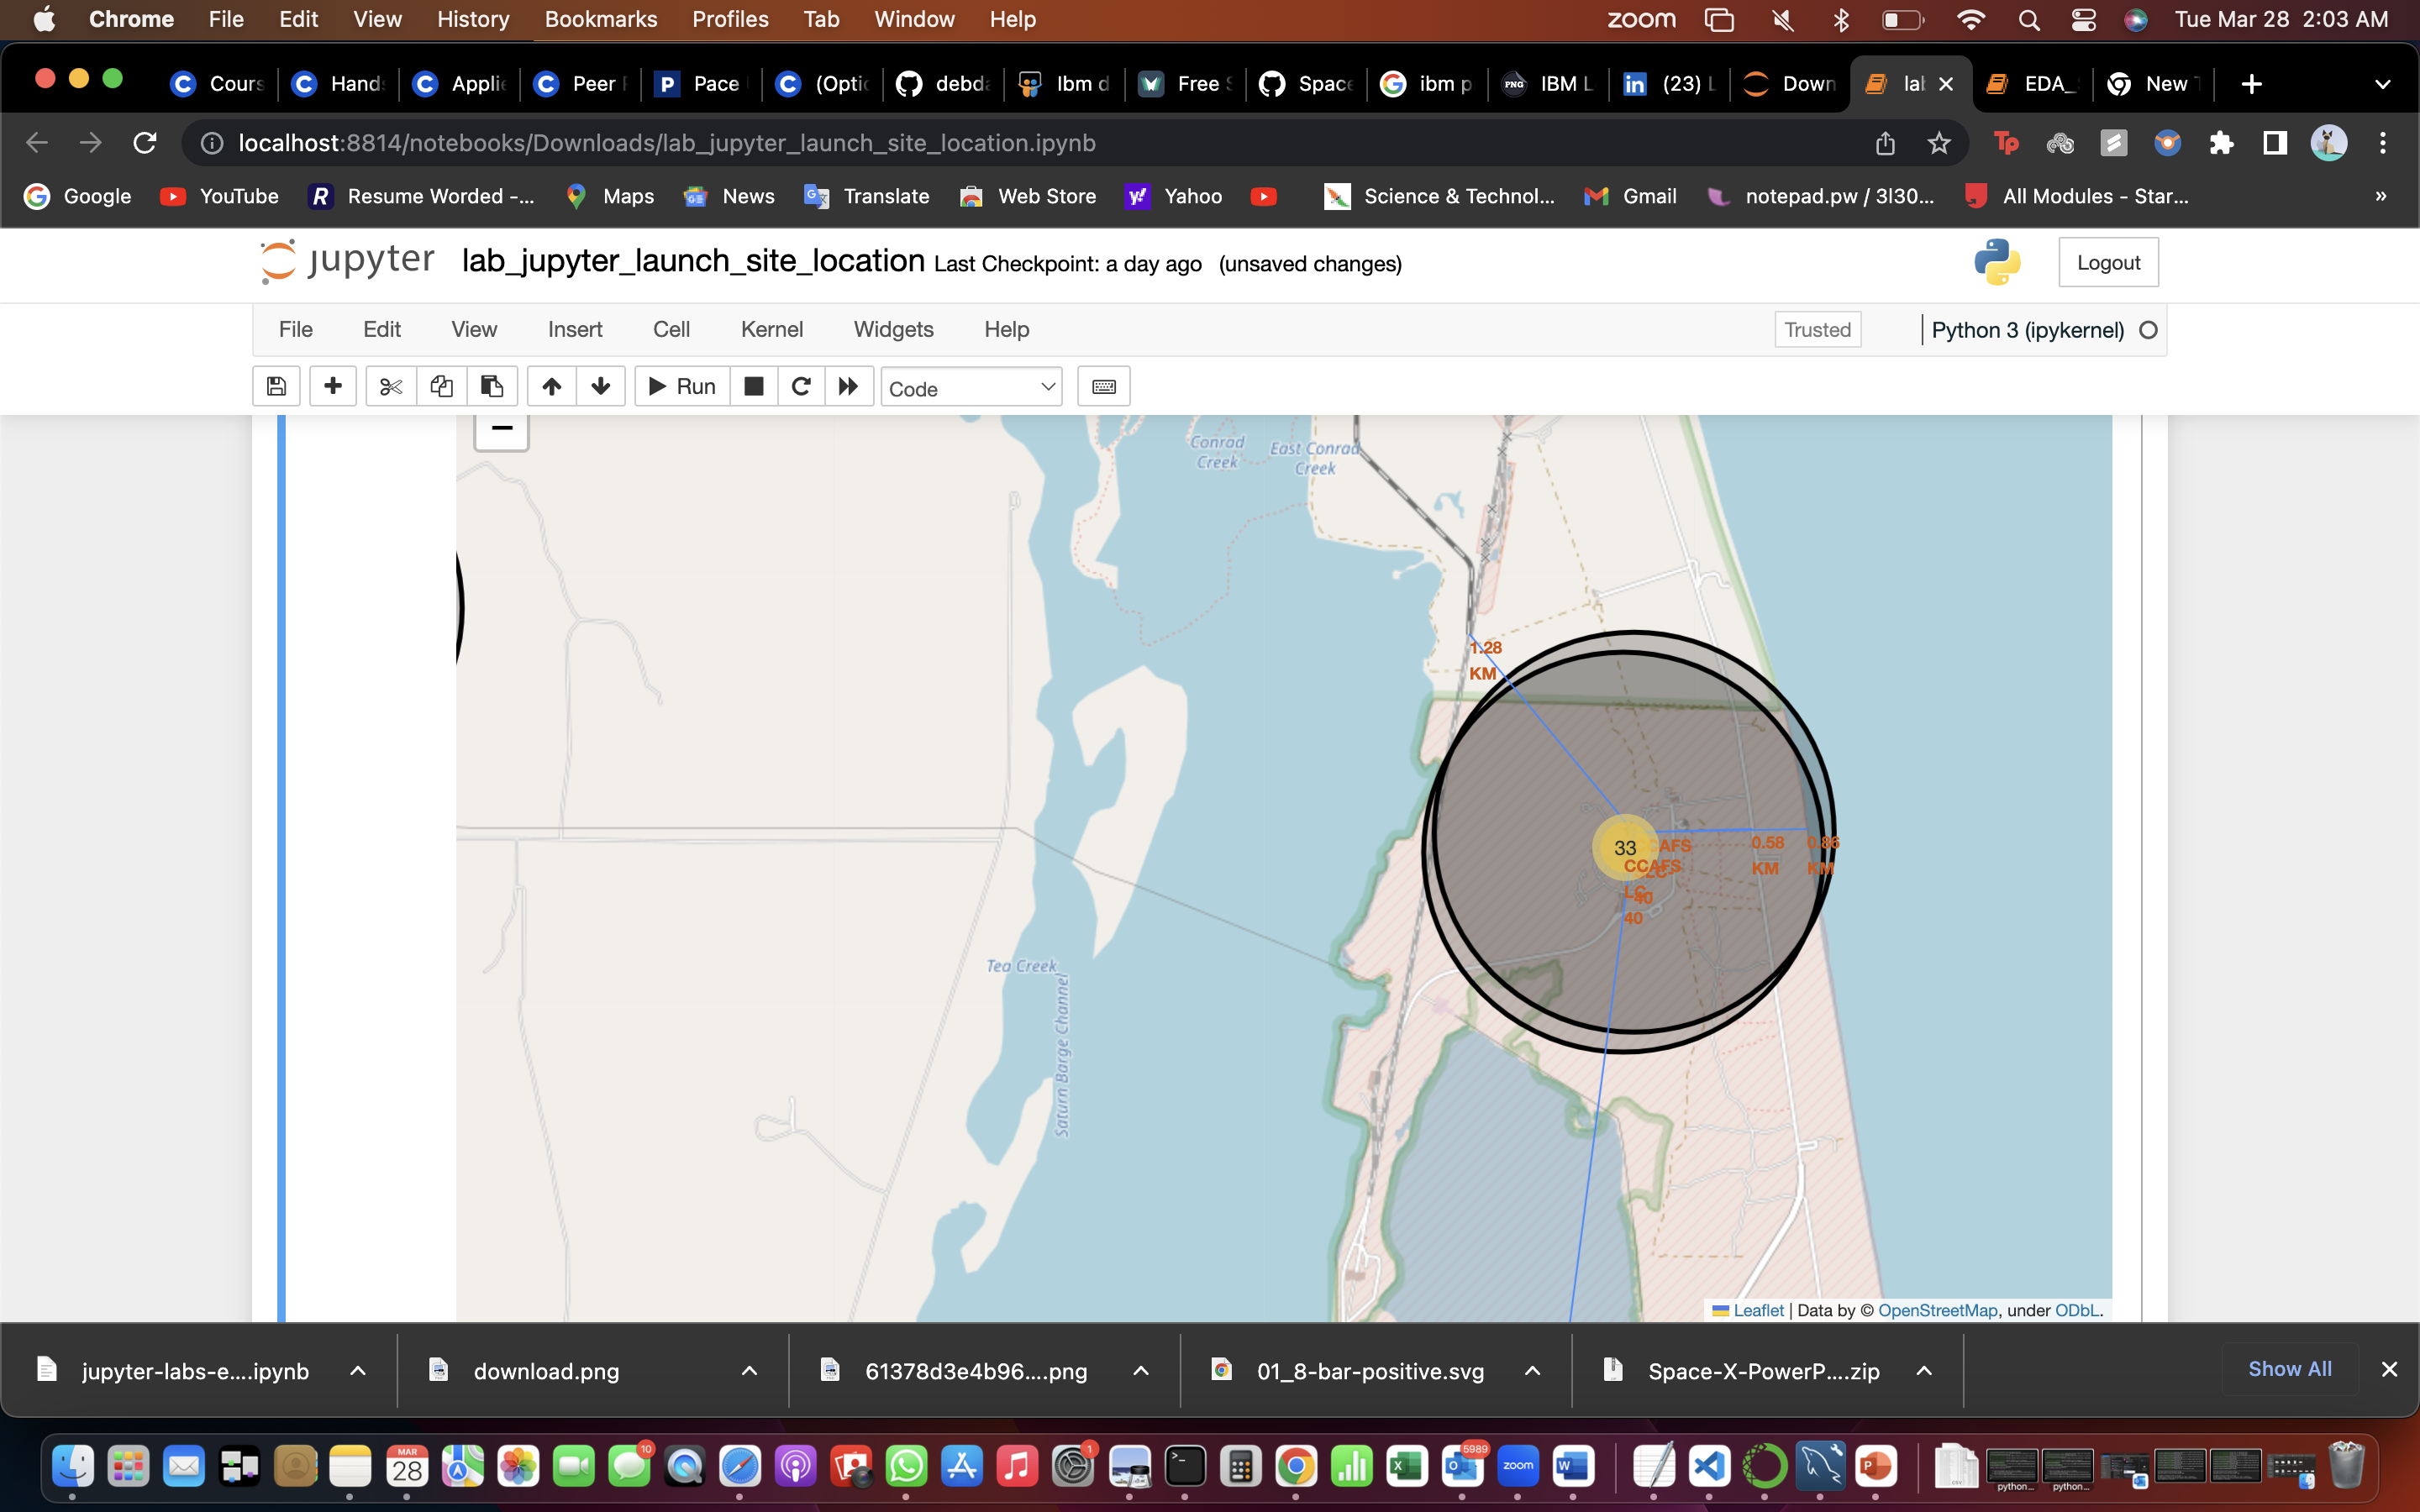 Chrome File Edit View History Bookmarks Profiles Tab Window Help zoom Tue Mar 28 2:03 AM
Cours Hand Applie Peer Pace (Optic debda Ibm d Free Space ibm p IBM L (23) L Down lab EDA_ New
localhost:8814/notebooks/Downloads/lab_jupyter_launch_site_location.ipynb
Google YouTube Resume Worded -... Maps News Translate Web Store Yahoo Science & Technol... Gmail notepad.pw / 3l30... All Modules - Star... »
jupyter lab_jupyter_launch_site_location Last Checkpoint: a day ago (unsaved changes) Logout
File Edit View Insert Cell Kernel Widgets Help Trusted Python 3 (ipykernel)
Run Code
Conrad
Creek
East Conrad
Creek
1.28
KM
33
CCAFS
LC-
40
0.58
KM
0.86
KM
Tea Creek
Saturn Barge Channel
Leaflet | Data by © OpenStreetMap, under ODbL.
jupyter-labs-e....ipynb download.png 61378d3e4b96....png 01_8-bar-positive.svg Space-X-PowerP....zip Show All
MAR
28
10
1
5989
zoom
python...
python...